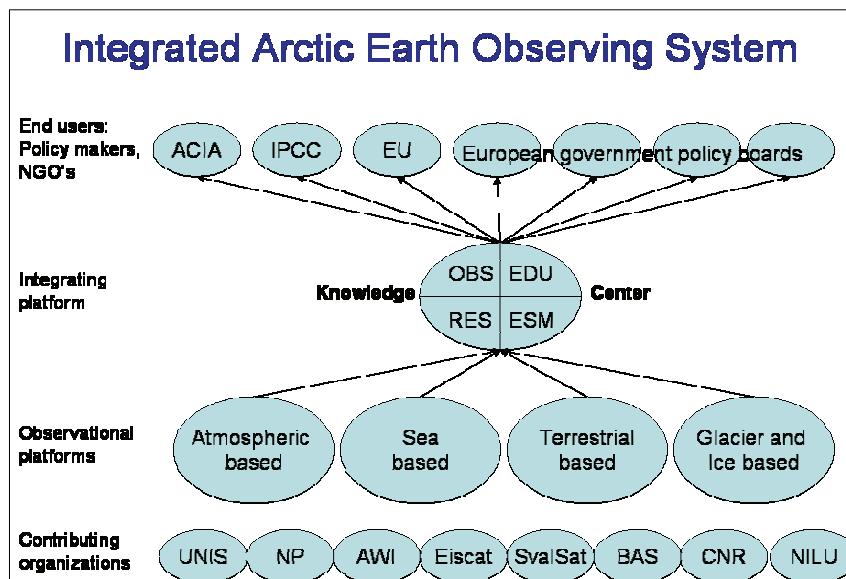 Integrated Arctic Earth Observing System
End users:
Policy makers,
NGO's
ACIA
IPCC
EU
European government policy boards
Integrating
platform
Knowledge
OBS
EDU
Center
RES
ESM
Observational
platforms
Atmospheric
based
Sea
based
Terrestrial
based
Glacier and
Ice based
Contributing
organizations
UNIS
NP
AWI
Eiscat
SvalSat
BAS
CNR
NILU